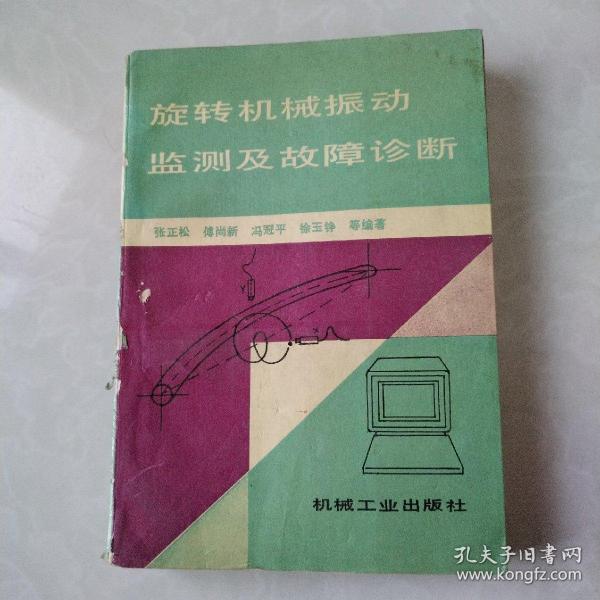 旋转机械振动
监测及故障诊断
张正松 傅尚新 冯冠平 徐玉铮 等编著
Y
X
机械工业出版社
孔夫子旧书网
www.kongfz.com